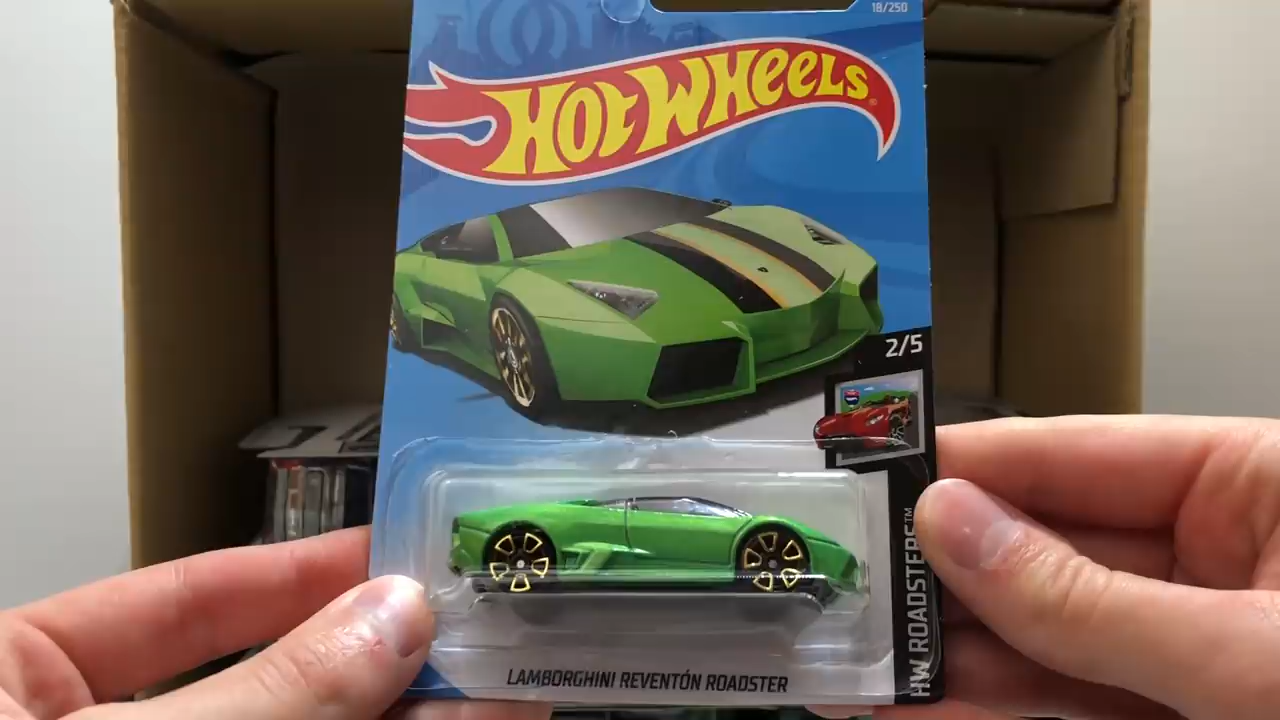 18/250
HOT WHEELS®
2/5
HW ROADSTERS™
LAMBORGHINI REVENTÓN ROADSTER